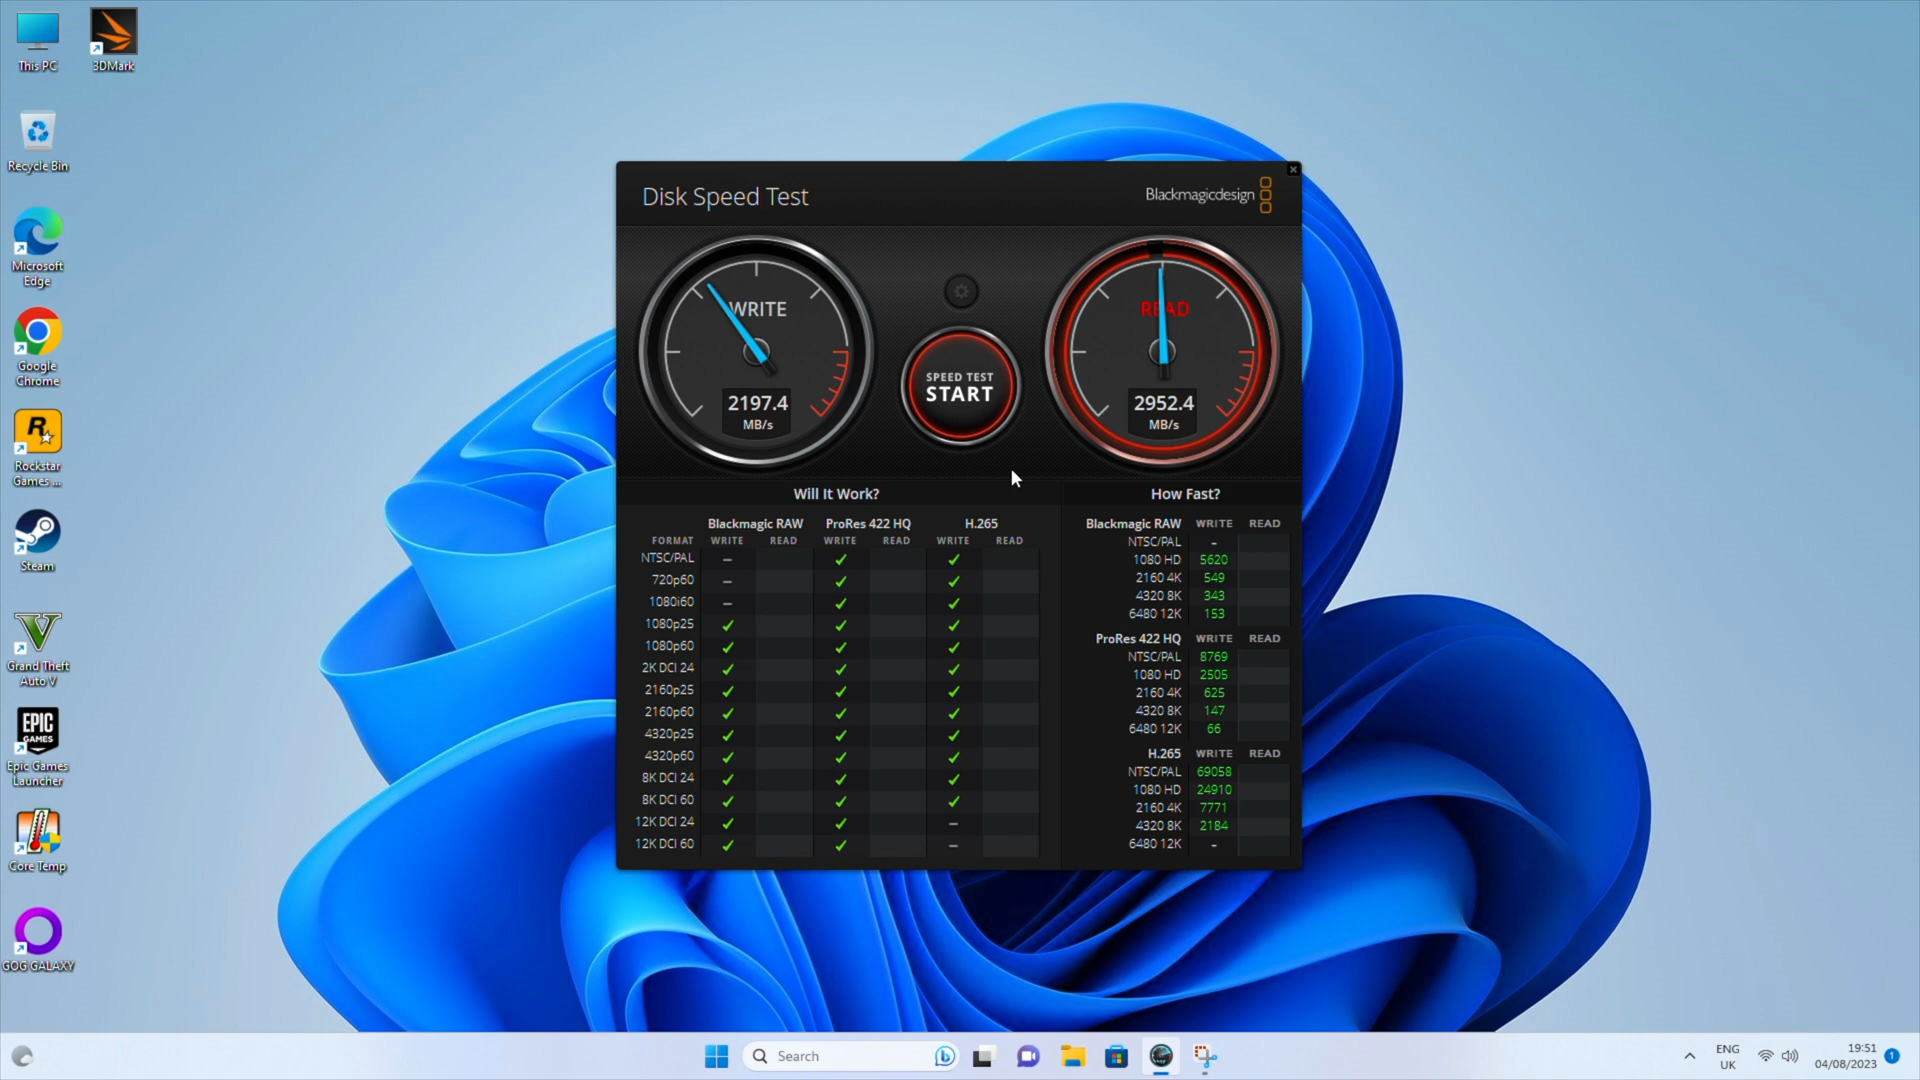 This PC
3DMark
Recycle Bin
Microsoft
Edge
Google
Chrome
Rockstar
Games ...
Steam
Grand Theft
Auto V
EPIC
GAMES
Epic Games
Launcher
Core Temp
GOG GALAXY
Disk Speed Test
Blackmagicdesign
WRITE
2197.4
MB/s
SPEED TEST
START
READ
2952.4
MB/s
Will It Work?
Blackmagic RAW ProRes 422 HQ H.265
FORMAT WRITE READ WRITE READ WRITE READ
NTSC/PAL – ✓ ✓
720p60 – ✓ ✓
1080i60 – ✓ ✓
1080p25 ✓ ✓ ✓
1080p60 ✓ ✓ ✓
2K DCI 24 ✓ ✓ ✓
2160p25 ✓ ✓ ✓
2160p60 ✓ ✓ ✓
4320p25 ✓ ✓ ✓
4320p60 ✓ ✓ ✓
8K DCI 24 ✓ ✓ ✓
8K DCI 60 ✓ ✓ ✓
12K DCI 24 ✓ ✓ –
12K DCI 60 ✓ ✓ –
How Fast?
Blackmagic RAW WRITE READ
NTSC/PAL –
1080 HD 5620
2160 4K 549
4320 8K 343
6480 12K 153
ProRes 422 HQ WRITE READ
NTSC/PAL 8769
1080 HD 2505
2160 4K 625
4320 8K 147
6480 12K 66
H.265 WRITE READ
NTSC/PAL 69058
1080 HD 24910
2160 4K 7771
4320 8K 2184
6480 12K –
Search
ENG
UK
19:51
04/08/2023
1